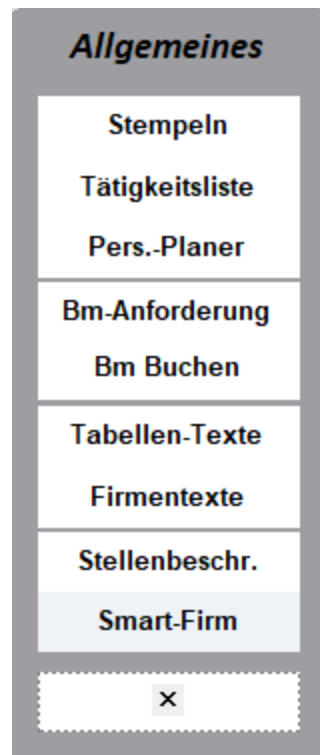 Allgemeines
Stempeln
Tätigkeitsliste
Pers.-Planer
Bm-Anforderung
Bm Buchen
Tabellen-Texte
Firmentexte
Stellenbeschr.
Smart-Firm
×